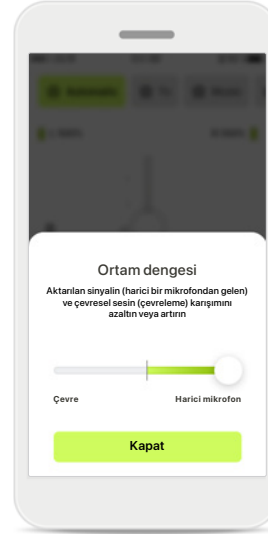 Ortam dengesi
Aktarılan sinyalin (harici bir mikrofondan gelen)
ve çevresel sesin (çevreleme) karışımını
azaltın veya artırın
Çevre
Harici mikrofon
Kapat